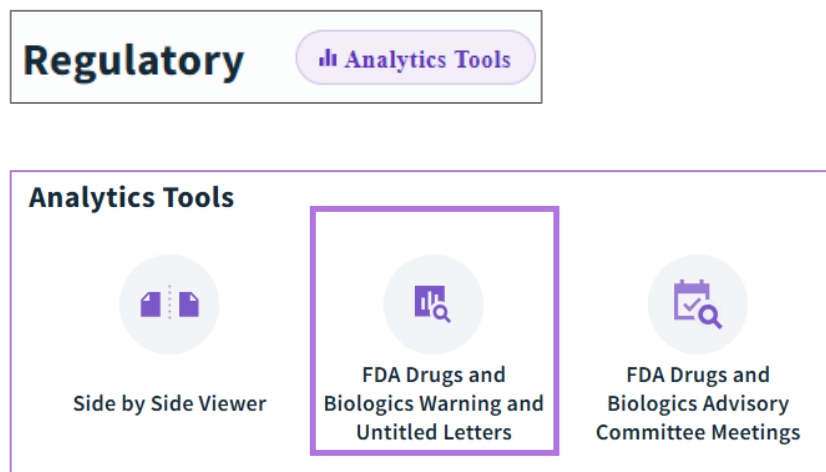 Regulatory
Analytics Tools
Analytics Tools
Side by Side Viewer
FDA Drugs and
Biologics Warning and
Untitled Letters
FDA Drugs and
Biologics Advisory
Committee Meetings